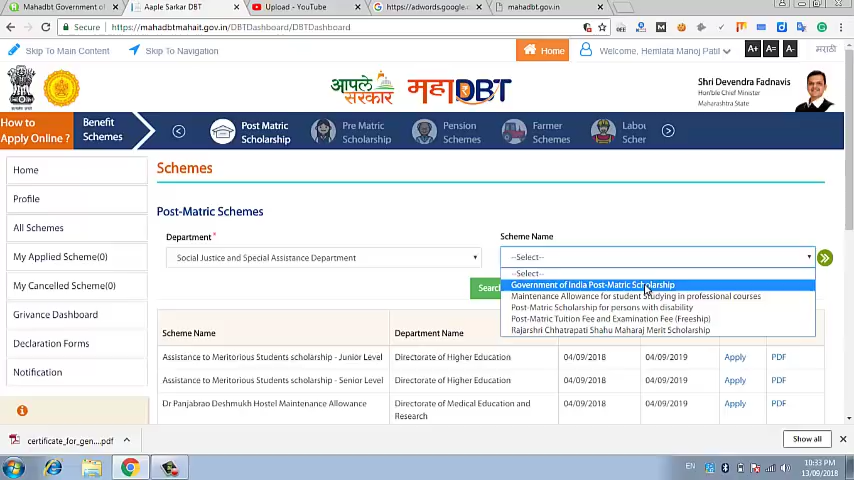 Mahadbt Government of
Aaple Sarkar DBT
Upload - YouTube
https://adwords.google.c
mahadbt.gov.in
Secure
https://mahadbtmahait.gov.in/DBTDashboard/DBTDashboard
Skip To Main Content
Skip To Navigation
Home
Welcome, Hemlata Manoj Patil
A+ A= A-
मराठी
आपले
सरकार
महाDBT
Shri Devendra Fadnavis
Hon'ble Chief Minister
Maharashtra State
How to
Apply Online ?
Benefit
Schemes
Post Matric
Scholarship
Pre Matric
Scholarship
Pension
Schemes
Farmer
Schemes
Labou
Scher
Home
Profile
All Schemes
My Applied Scheme(0)
My Cancelled Scheme(0)
Grivance Dashboard
Declaration Forms
Notification
Schemes
Post-Matric Schemes
Department *
Scheme Name
Social Justice and Special Assistance Department
--Select--
--Select--
Government of India Post-Matric Scholarship
Maintenance Allowance for student Studying in professional courses
Post-Matric Scholarship for persons with disability
Post-Matric Tuition Fee and Examination Fee (Freeship)
Rajarshri Chhatrapati Shahu Maharaj Merit Scholarship
Search
Scheme Name Department Name
Assistance to Meritorious Students scholarship - Junior Level Directorate of Higher Education 04/09/2018 04/09/2019 Apply PDF
Assistance to Meritorious Students scholarship - Senior Level Directorate of Higher Education 04/09/2018 04/09/2019 Apply PDF
Dr Panjabrao Deshmukh Hostel Maintenance Allowance Directorate of Medical Education and 04/09/2018 04/09/2019 Apply PDF
Research
certificate_for_gen....pdf
Show all
EN
10:33 PM
13/09/2018